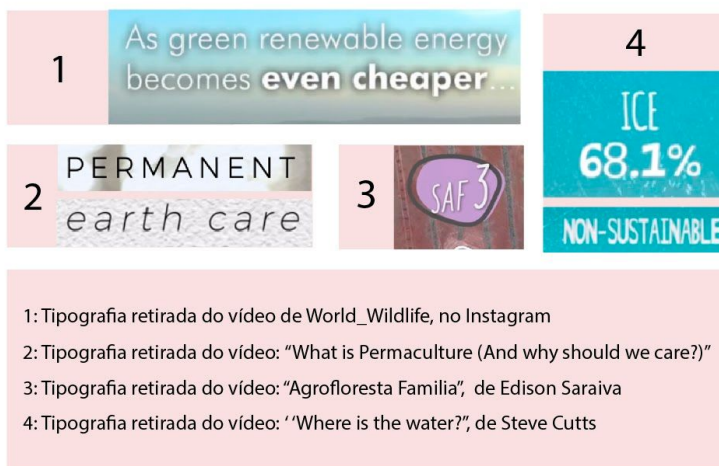 1
As green renewable energy
becomes even cheaper...
2
PERMANENT
earth care
3
SAF 3
4
ICE
68.1%
NON-SUSTAINABLE
1: Tipografia retirada do vídeo de World_Wildlife, no Instagram
2: Tipografia retirada do vídeo: “What is Permaculture (And why should we care?)”
3: Tipografia retirada do vídeo: “Agrofloresta Familia”,  de Edison Saraiva
4: Tipografia retirada do vídeo: ‘‘Where is the water?”, de Steve Cutts